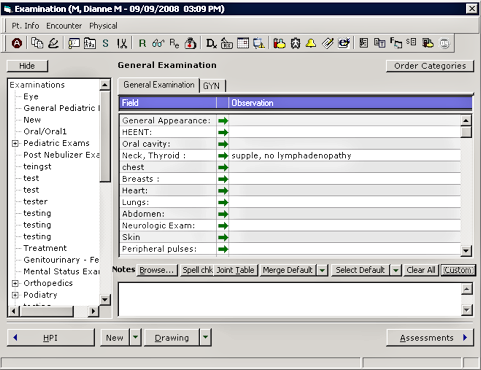 Examination (M, Dianne M - 09/09/2008 03:09 PM)
Pt. Info Encounter Physical
S I R Re D
Hide
General Examination
Order Categories
Examinations
Eye
General Pediatric
New
Oral/Oral1
Pediatric Exams
Post Nebulizer Exa
teingst
test
test
tester
testing
testing
testing
Treatment
Genitourinary - Fe
Mental Status Exar
Orthopedics
Podiatry
testing
General Examination GYN
Field Observation
General Appearance:
HEENT:
Oral cavity:
Neck, Thyroid : supple, no lymphadenopathy
chest
Breasts :
Heart:
Lungs:
Abdomen:
Neurologic Exam:
Skin
Peripheral pulses:
Notes Browse... Spell chk Joint Table Merge Default Select Default Clear All Custom
HPI New Drawing Assessments